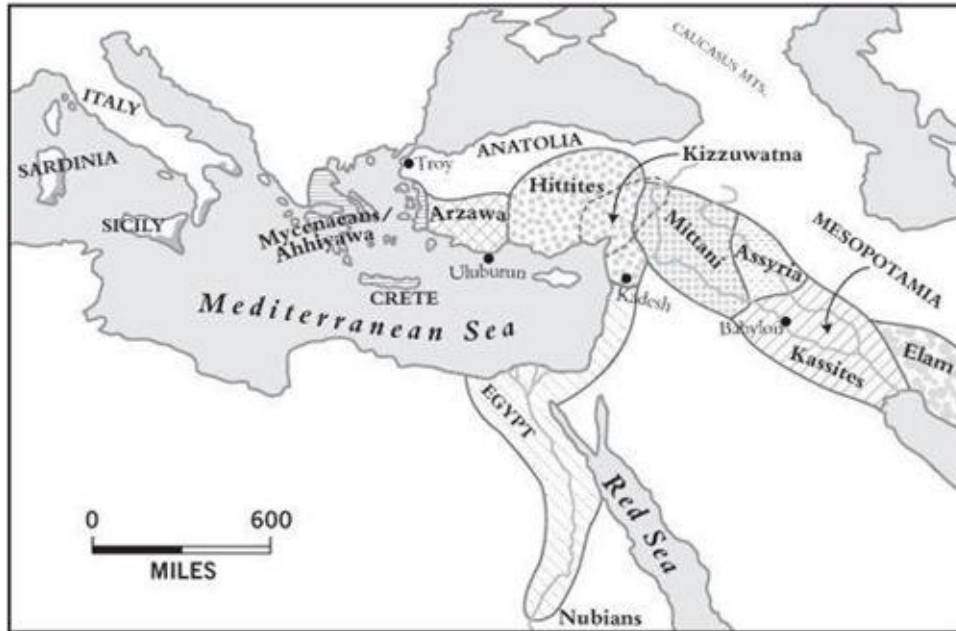 CAUCASUS MTS.
ITALY
ANATOLIA
Kizzuwatna
SARDINIA
Troy
Hittites
SICILY
Mycenaeans/
Ahhiyawa
Arzawa
Mittani
MESOPOTAMIA
Assyria
Uluburun
CRETE
Kadesh
Mediterranean Sea
Babylon
Kassites
Elam
EGYPT
Red Sea
0 600
MILES
Nubians